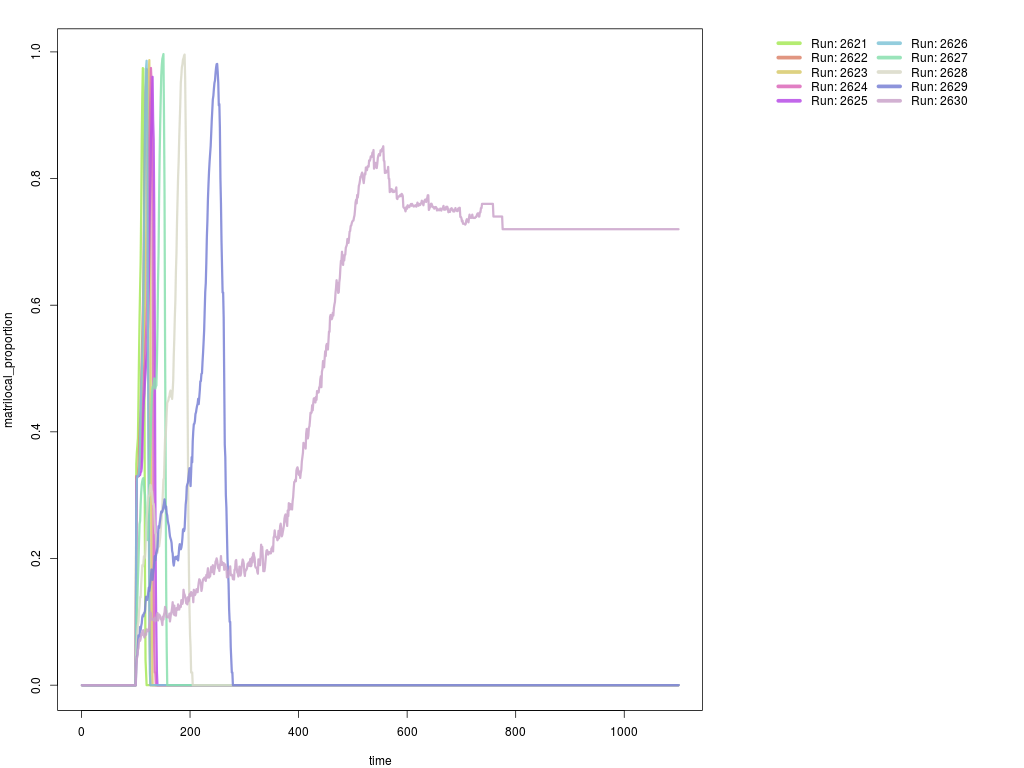 1.0
0.8
0.6
0.4
0.2
0.0
matrilocal_proportion
0 200 400 600 800 1000
time
Run: 2621 Run: 2626
Run: 2622 Run: 2627
Run: 2623 Run: 2628
Run: 2624 Run: 2629
Run: 2625 Run: 2630